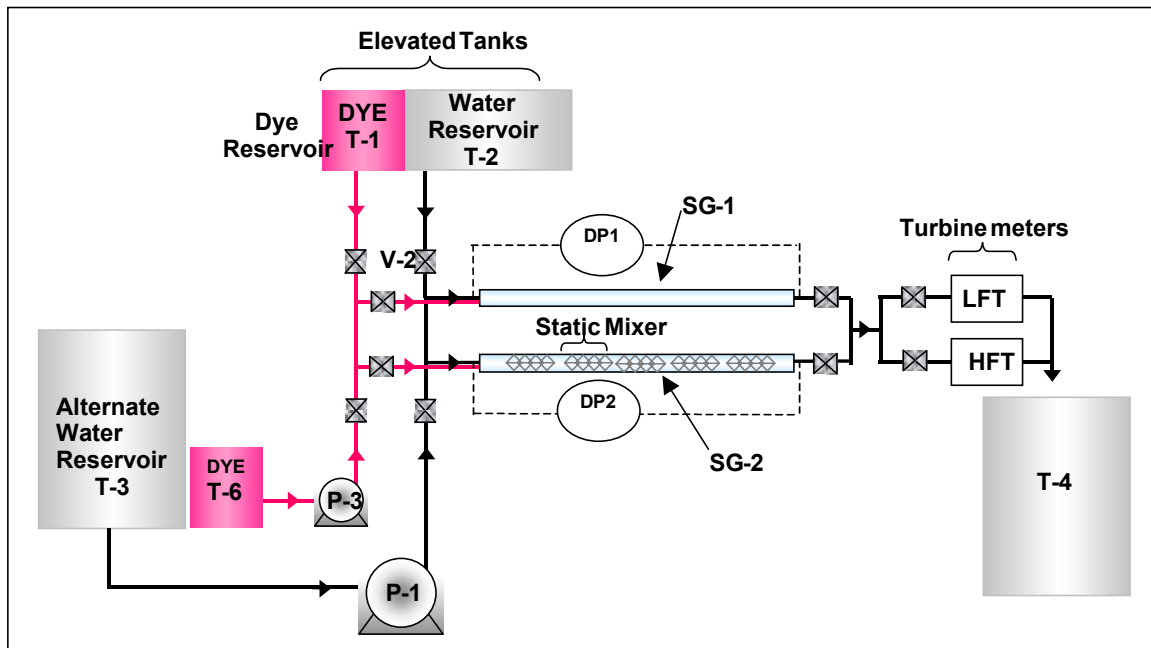 Elevated Tanks
Dye
Reservoir
DYE
T-1
Water
Reservoir
T-2
V-2
DP1
SG-1
Turbine meters
LFT
HFT
Static Mixer
DP2
SG-2
Alternate
Water
Reservoir
T-3
DYE
T-6
P-3
P-1
T-4